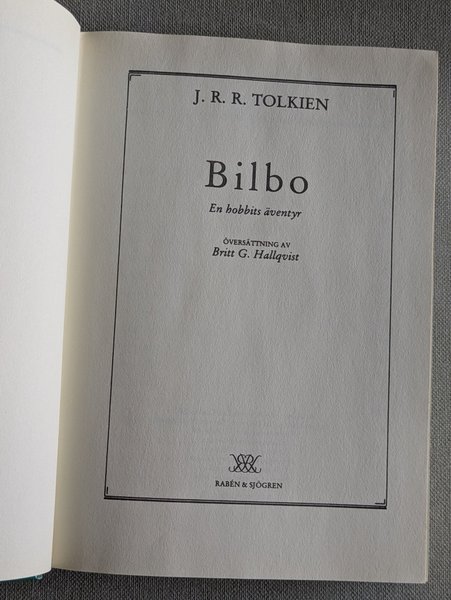 J. R. R. TOLKIEN
Bilbo
En hobbits äventyr
ÖVERSÄTTNING AV
Britt G. Hallqvist
RABÉN & SJÖGREN